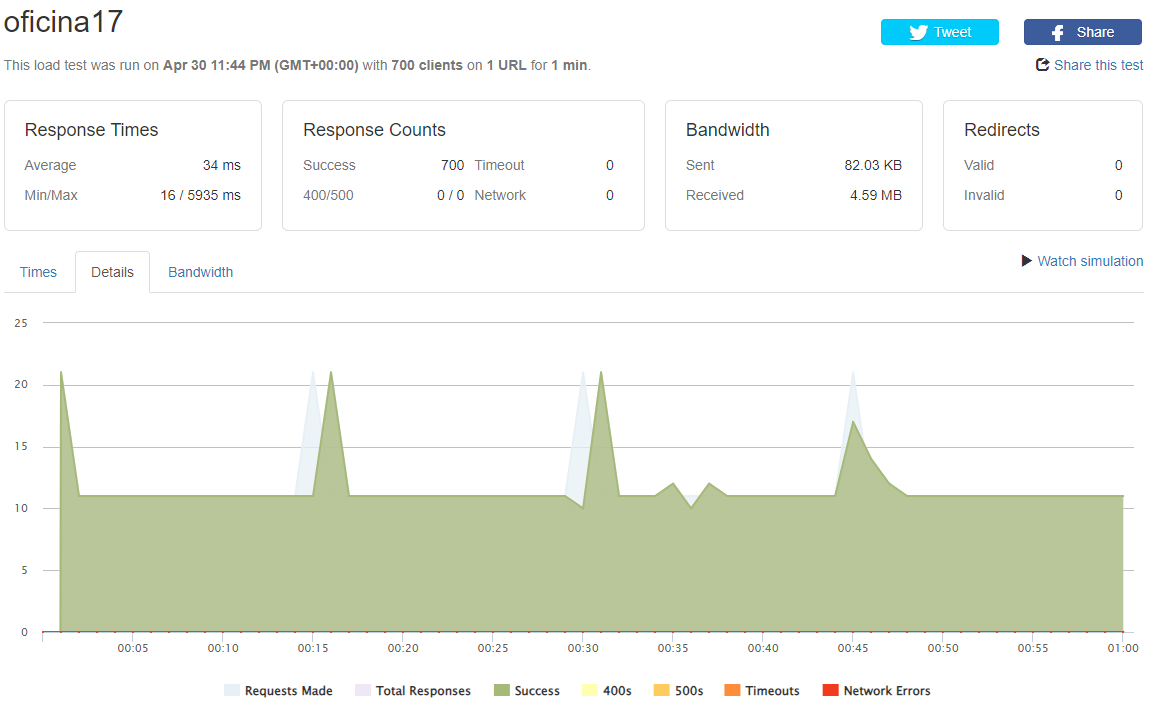 oficina17
Tweet
Share
This load test was run on Apr 30 11:44 PM (GMT+00:00) with 700 clients on 1 URL for 1 min.
Share this test
Response Times
Average 34 ms
Min/Max 16 / 5935 ms
Response Counts
Success 700 Timeout 0
400/500 0 / 0 Network 0
Bandwidth
Sent 82.03 KB
Received 4.59 MB
Redirects
Valid 0
Invalid 0
Times Details Bandwidth
Watch simulation
25
20
15
10
5
0
00:05 00:10 00:15 00:20 00:25 00:30 00:35 00:40 00:45 00:50 00:55 01:00
Requests Made Total Responses Success 400s 500s Timeouts Network Errors